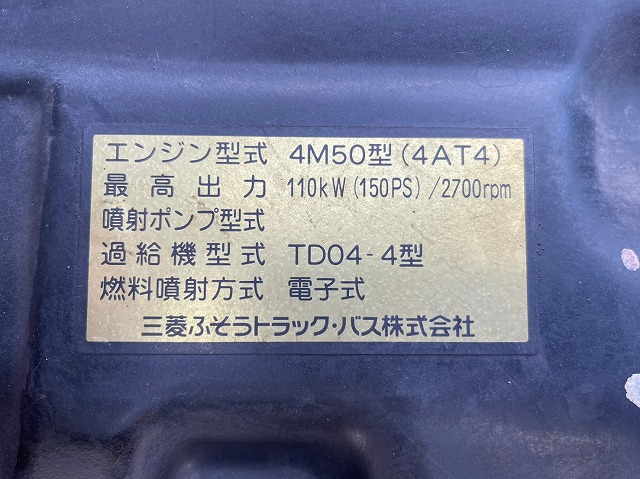 エンジン型式 4M50型(4AT4)
最高出力 110kW(150PS)/2700rpm
噴射ポンプ型式
過給機型式 TD04-4型
燃料噴射方式 電子式
三菱ふそうトラック・バス株式会社